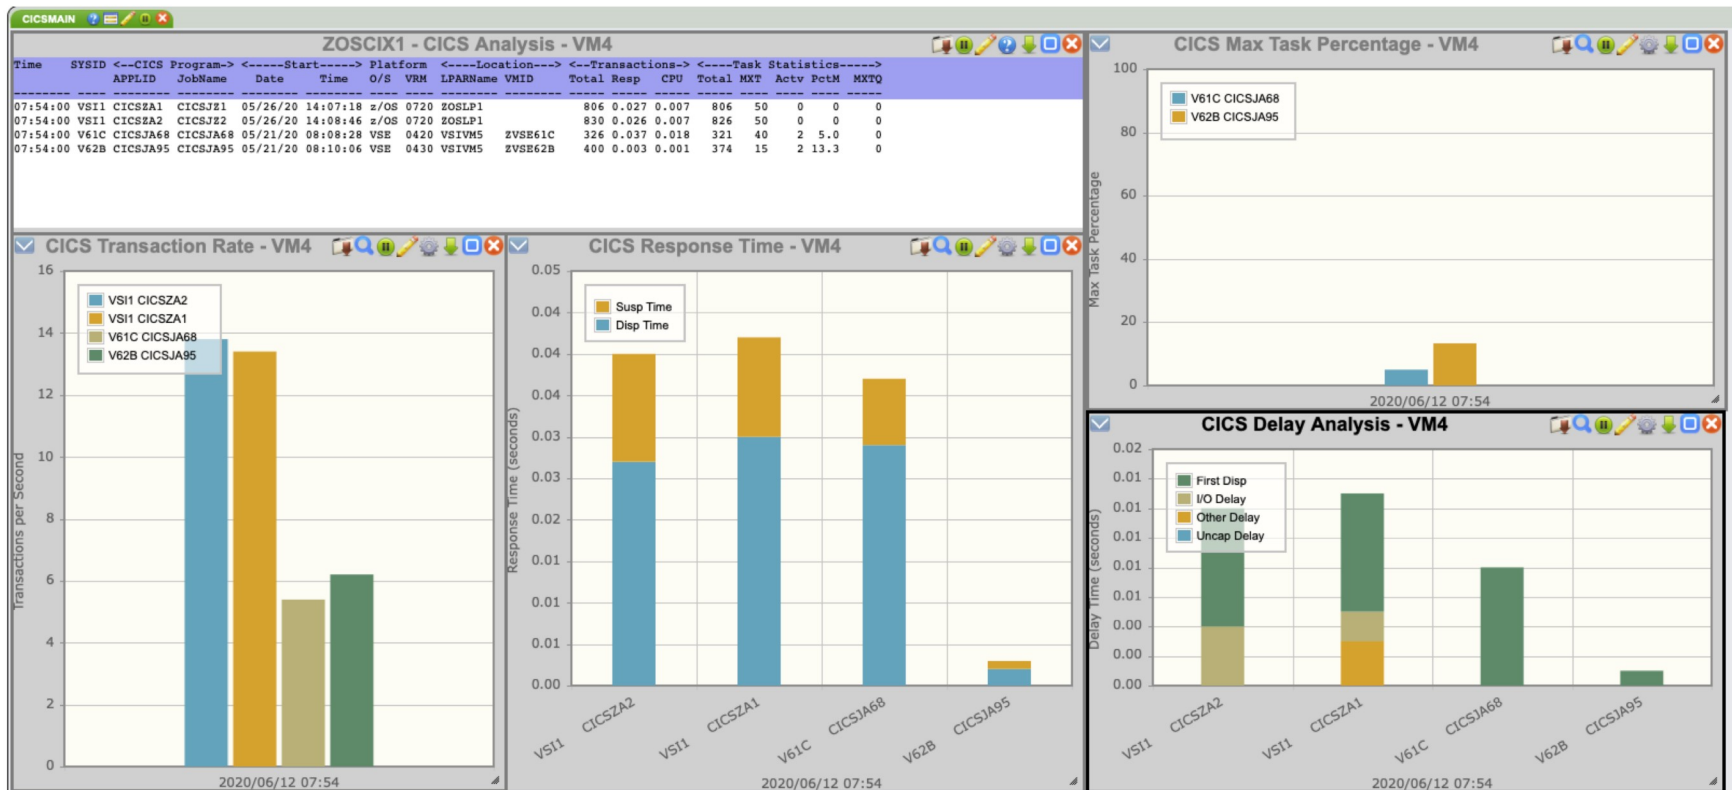 CICSMAIN
ZOSCIX1 - CICS Analysis - VM4
Time SYSID <--CICS Program-> <-----Start-----> Platform <----Location---> <--Transactions-> <----Task Statistics----->
APPLID JobName Date Time O/S VRM LPARName VMID Total Resp CPU Total MXT Actv PctM MXTQ
-------- ---- -------- -------- -------- -------- ---- ---- -------- -------- ----- ----- ----- ----- ---- ---- ---- -----
07:54:00 VSI1 CICSZA1 CICSJZ1 05/26/20 14:07:18 z/OS 0720 ZOSLP1 806 0.027 0.007 806 50 0 0 0
07:54:00 VSI1 CICSZA2 CICSJZ2 05/26/20 14:08:46 z/OS 0720 ZOSLP1 830 0.026 0.007 826 50 0 0 0
07:54:00 V61C CICSJA68 CICSJA68 05/21/20 08:08:28 VSE 0420 VSIVM5 ZVSE61C 326 0.037 0.018 321 40 2 5.0 0
07:54:00 V62B CICSJA95 CICSJA95 05/21/20 08:10:06 VSE 0430 VSIVM5 ZVSE62B 400 0.003 0.001 374 15 2 13.3 0
CICS Max Task Percentage - VM4
100
80
60
40
20
0
Max Task Percentage
V61C CICSJA68
V62B CICSJA95
2020/06/12 07:54
CICS Transaction Rate - VM4
16
14
12
10
8
6
4
2
0
Transactions per Second
VSI1 CICSZA2
VSI1 CICSZA1
V61C CICSJA68
V62B CICSJA95
2020/06/12 07:54
CICS Response Time - VM4
0.05
0.04
0.04
0.04
0.03
0.03
0.02
0.01
0.01
0.01
0.00
Response Time (seconds)
Susp Time
Disp Time
VSI1 CICSZA2
VSI1 CICSZA1
V61C CICSJA68
V62B CICSJA95
2020/06/12 07:54
CICS Delay Analysis - VM4
0.02
0.01
0.01
0.01
0.01
0.01
0.00
0.00
0.00
Delay Time (seconds)
First Disp
I/O Delay
Other Delay
Uncap Delay
VSI1 CICSZA2
VSI1 CICSZA1
V61C CICSJA68
V62B CICSJA95
2020/06/12 07:54